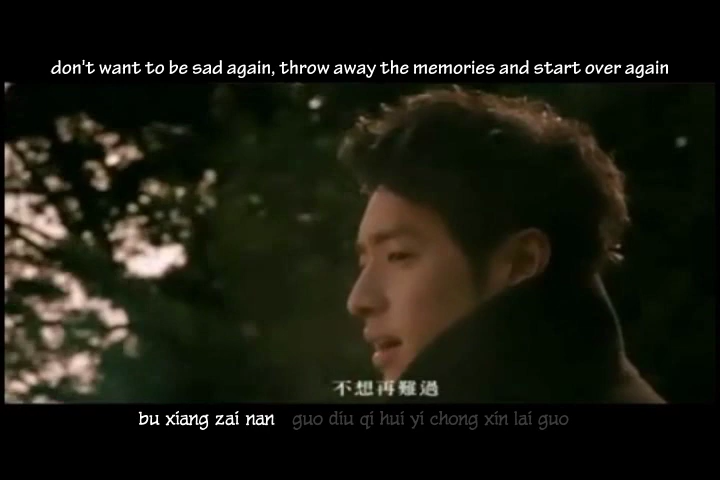 don't want to be sad again, throw away the memories and start over again
不想再難過
bu xiang zai nan guo diu qi hui yi chong xin lai guo